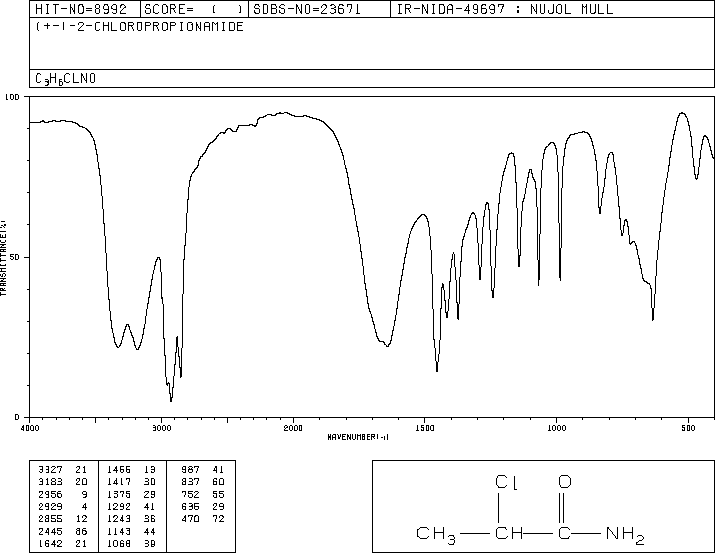 HIT-NO=8992 SCORE= ( ) SDBS-NO=23671 IR-NIDA-49697 : NUJOL MULL
(+-)-2-CHLOROPROPIONAMIDE
C3H6CLNO
100
50
0
TRANSMITTANCE(%)
4000 3000 2000 1500 1000 500
WAVENUMBER(-1)
3327 21 1456 13 987 41
3183 20 1417 30 837 60
2956 9 1375 29 752 55
2929 4 1292 41 635 29
2855 12 1243 36 470 72
2445 86 1143 44
1642 21 1068 39
Cl O
CH3 CH C NH2